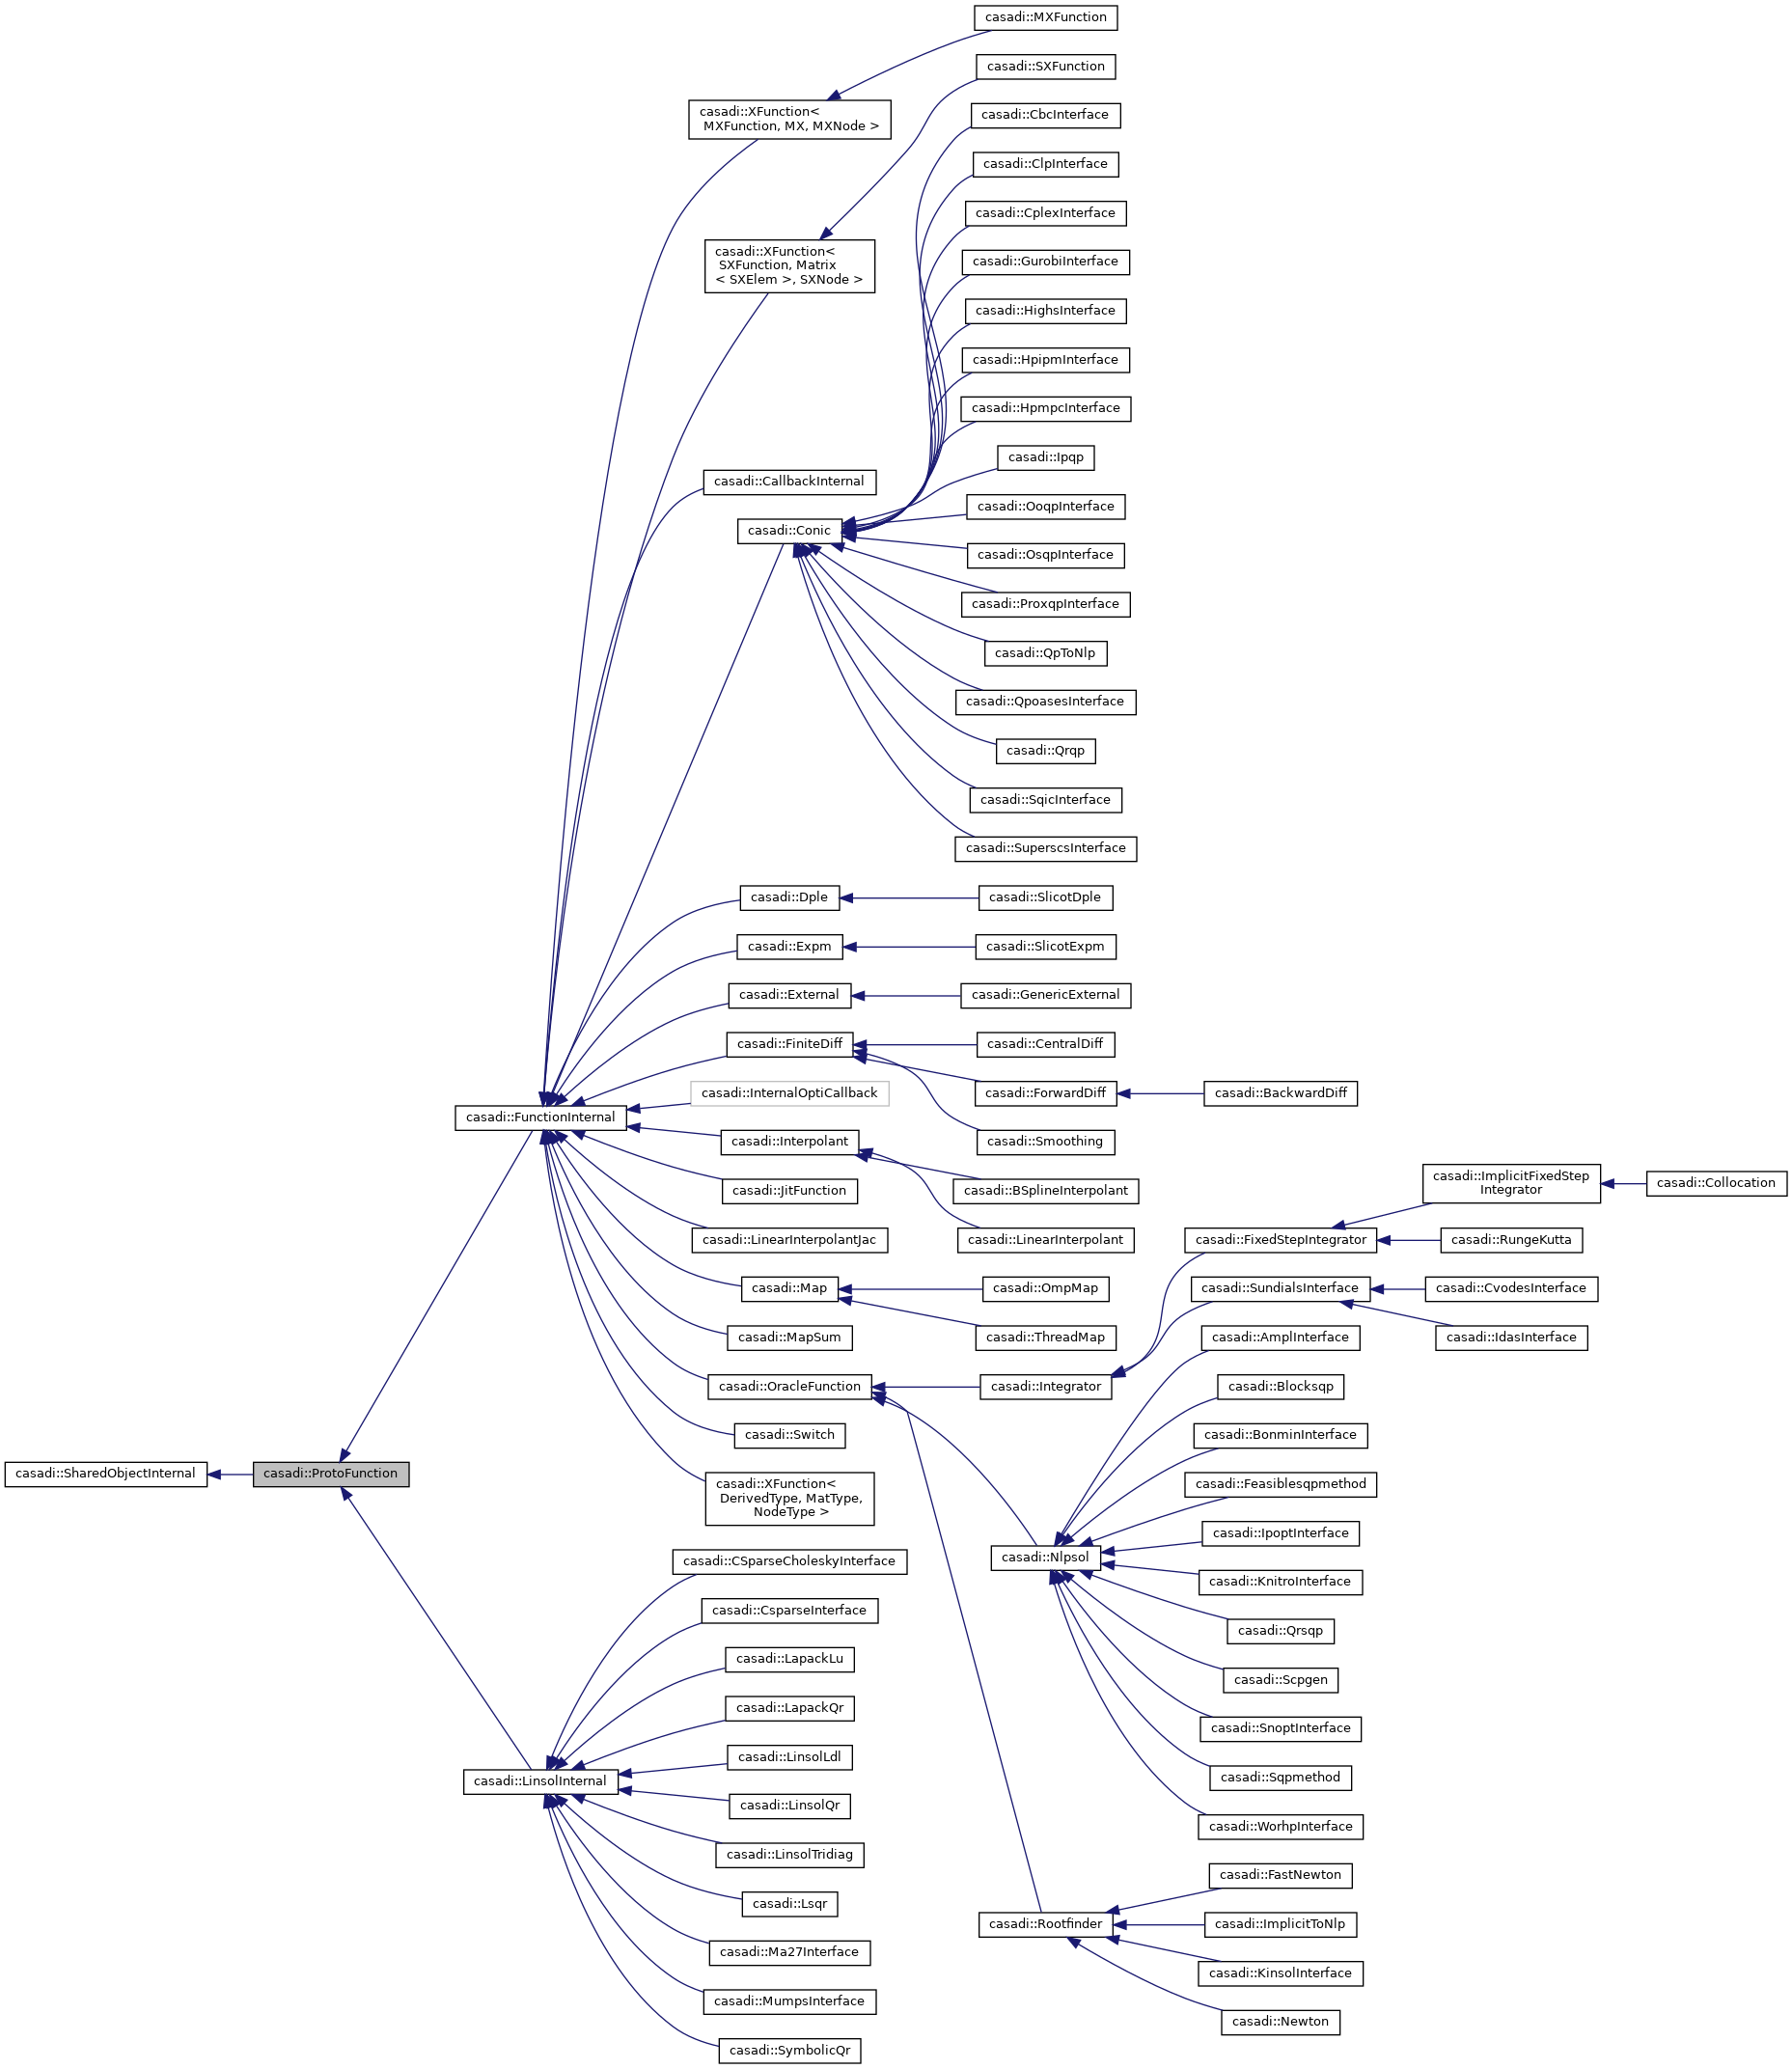 casadi::MXFunction
casadi::SXFunction
casadi::XFunction<
MXFunction, MX, MXNode >
casadi::CbcInterface
casadi::ClpInterface
casadi::CplexInterface
casadi::XFunction<
SXFunction, Matrix
< SXElem >, SXNode >
casadi::GurobiInterface
casadi::HighsInterface
casadi::HpipmInterface
casadi::HpmpcInterface
casadi::Ipqp
casadi::CallbackInternal
casadi::OoqpInterface
casadi::Conic
casadi::OsqpInterface
casadi::ProxqpInterface
casadi::QpToNlp
casadi::QpoasesInterface
casadi::Qrqp
casadi::SqicInterface
casadi::SuperscsInterface
casadi::Dple
casadi::SlicotDple
casadi::Expm
casadi::SlicotExpm
casadi::External
casadi::GenericExternal
casadi::FiniteDiff
casadi::CentralDiff
casadi::InternalOptiCallback
casadi::ForwardDiff
casadi::BackwardDiff
casadi::FunctionInternal
casadi::Interpolant
casadi::Smoothing
casadi::JitFunction
casadi::BSplineInterpolant
casadi::ImplicitFixedStep
Integrator
casadi::Collocation
casadi::LinearInterpolantJac
casadi::LinearInterpolant
casadi::FixedStepIntegrator
casadi::RungeKutta
casadi::Map
casadi::OmpMap
casadi::SundialsInterface
casadi::CvodesInterface
casadi::MapSum
casadi::ThreadMap
casadi::AmplInterface
casadi::IdasInterface
casadi::OracleFunction
casadi::Integrator
casadi::Blocksqp
casadi::Switch
casadi::BonminInterface
casadi::SharedObjectInternal
casadi::ProtoFunction
casadi::XFunction<
DerivedType, MatType,
NodeType >
casadi::Feasiblesqpmethod
casadi::IpoptInterface
casadi::CSparseCholeskyInterface
casadi::Nlpsol
casadi::KnitroInterface
casadi::CsparseInterface
casadi::Qrsqp
casadi::LapackLu
casadi::Scpgen
casadi::LapackQr
casadi::SnoptInterface
casadi::LinsolLdl
casadi::LinsolInternal
casadi::Sqpmethod
casadi::LinsolQr
casadi::WorhpInterface
casadi::LinsolTridiag
casadi::FastNewton
casadi::Lsqr
casadi::Rootfinder
casadi::ImplicitToNlp
casadi::Ma27Interface
casadi::KinsolInterface
casadi::MumpsInterface
casadi::Newton
casadi::SymbolicQr